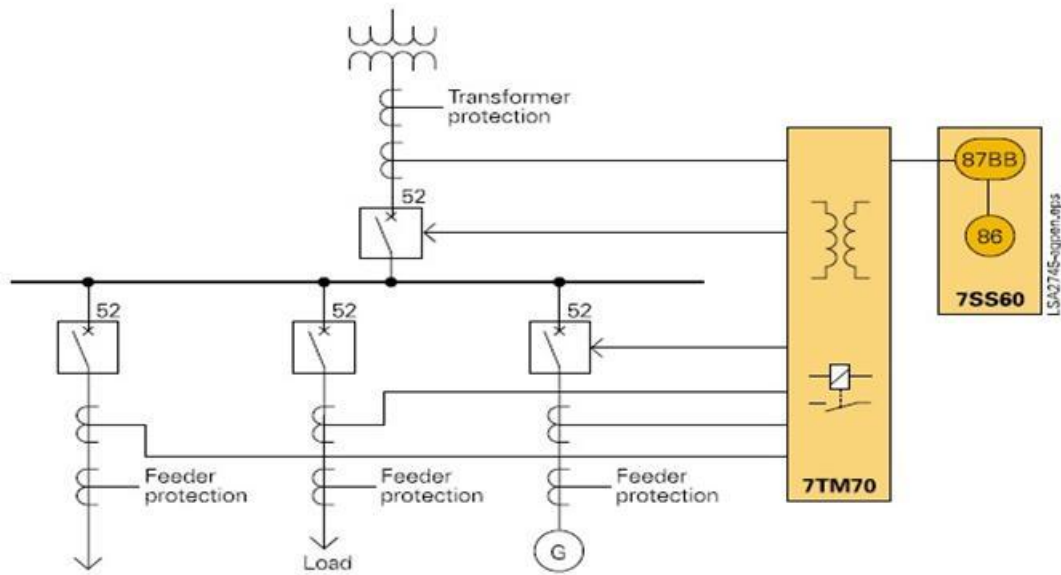 Transformer
protection
52
87BB
86
7SS60
LSA2745-agpen.eps
52
52
52
Feeder
protection
Feeder
protection
Feeder
protection
7TM70
Load
G